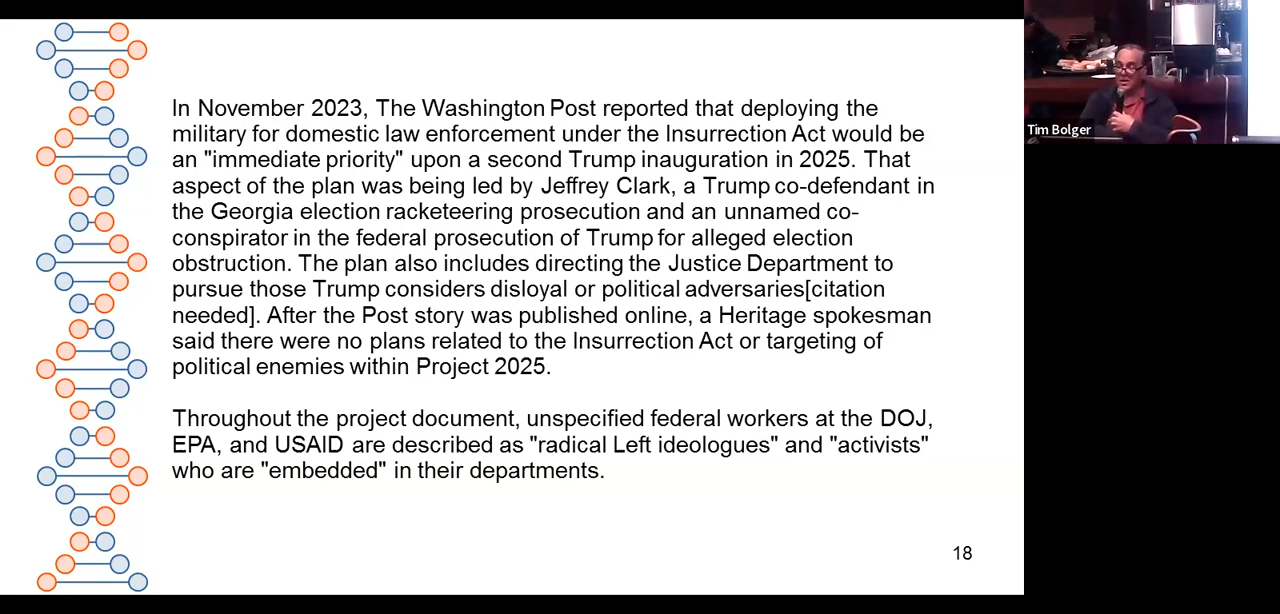 In November 2023, The Washington Post reported that deploying the
military for domestic law enforcement under the Insurrection Act would be
an "immediate priority" upon a second Trump inauguration in 2025. That
aspect of the plan was being led by Jeffrey Clark, a Trump co-defendant in
the Georgia election racketeering prosecution and an unnamed co-
conspirator in the federal prosecution of Trump for alleged election
obstruction. The plan also includes directing the Justice Department to
pursue those Trump considers disloyal or political adversaries[citation
needed]. After the Post story was published online, a Heritage spokesman
said there were no plans related to the Insurrection Act or targeting of
political enemies within Project 2025.
Throughout the project document, unspecified federal workers at the DOJ,
EPA, and USAID are described as "radical Left ideologues" and "activists"
who are "embedded" in their departments.
18
Tim Bolger